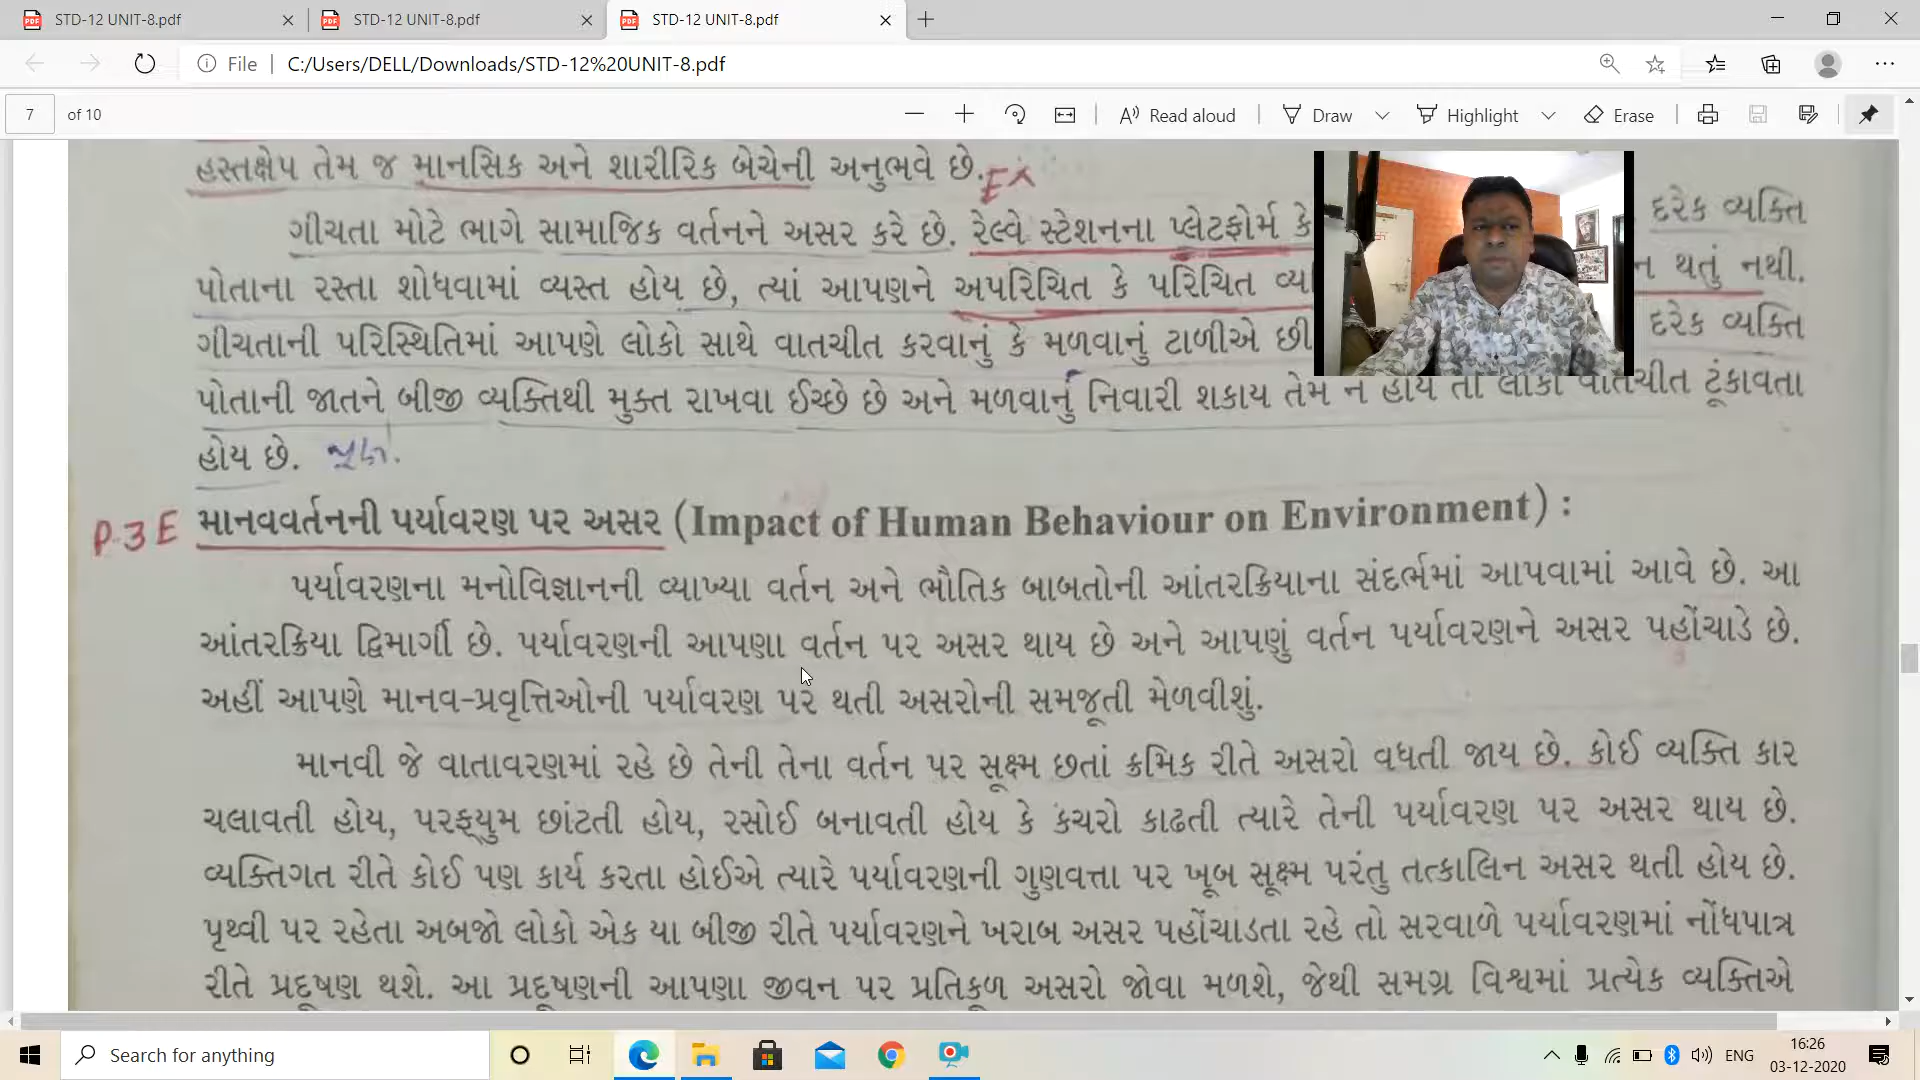 STD-12 UNIT-8.pdf
STD-12 UNIT-8.pdf
STD-12 UNIT-8.pdf
File
C:/Users/DELL/Downloads/STD-12%20UNIT-8.pdf
7 of 10
Read aloud
Draw
Highlight
Erase
હસ્તક્ષેપ તેમ જ માનસિક અને શારીરિક બેચેની અનુભવે છે. Ex
ગીચતા મોટે ભાગે સામાજિક વર્તનને અસર કરે છે. રેલ્વે સ્ટેશનના પ્લેટફોર્મ કે દરેક વ્યક્તિ
પોતાના રસ્તા શોધવામાં વ્યસ્ત હોય છે, ત્યાં આપણને અપરિચિત કે પરિચિત ન થતું નથી.
ગીચતાની પરિસ્થિતિમાં આપણે લોકો સાથે વાતચીત કરવાનું કે મળવાનું ટાળીએ દરેક વ્યક્તિ
પોતાની જાતને બીજી વ્યક્તિથી મુક્ત રાખવા ઈચ્છે છે અને મળવાનું નિવારી શકાય તેમ ન હોય તો લોકો વાતચીત ટૂંકાવતા
હોય છે.
P.3 E માનવવર્તનની પર્યાવરણ પર અસર (Impact of Human Behaviour on Environment) :
પર્યાવરણના મનોવિજ્ઞાનની વ્યાખ્યા વર્તન અને ભૌતિક બાબતોની આંતરક્રિયાના સંદર્ભમાં આપવામાં આવે છે. આ
આંતરક્રિયા દ્વિમાર્ગી છે. પર્યાવરણની આપણા વર્તન પર અસર થાય છે અને આપણું વર્તન પર્યાવરણને અસર પહોંચાડે છે.
અહીં આપણે માનવ-પ્રવૃત્તિઓની પર્યાવરણ પર થતી અસરોની સમજૂતી મેળવીશું.
માનવી જે વાતાવરણમાં રહે છે તેની તેના વર્તન પર સૂક્ષ્મ છતાં ક્રમિક રીતે અસરો વધતી જાય છે. કોઈ વ્યક્તિ કાર
ચલાવતી હોય, પરફ્યુમ છાંટતી હોય, રસોઈ બનાવતી હોય કે કચરો કાઢતી ત્યારે તેની પર્યાવરણ પર અસર થાય છે.
વ્યક્તિગત રીતે કોઈ પણ કાર્ય કરતા હોઈએ ત્યારે પર્યાવરણની ગુણવત્તા પર ખૂબ સૂક્ષ્મ પરંતુ તત્કાલિન અસર થતી હોય છે.
પૃથ્વી પર રહેતા અબજો લોકો એક યા બીજી રીતે પર્યાવરણને ખરાબ અસર પહોંચાડતા રહે તો સરવાળે પર્યાવરણમાં નોંધપાત્ર
રીતે પ્રદૂષણ થશે. આ પ્રદૂષણની આપણા જીવન પર પ્રતિકૂળ અસરો જોવા મળશે, જેથી સમગ્ર વિશ્વમાં પ્રત્યેક વ્યક્તિએ
Search for anything
ENG
16:26
03-12-2020